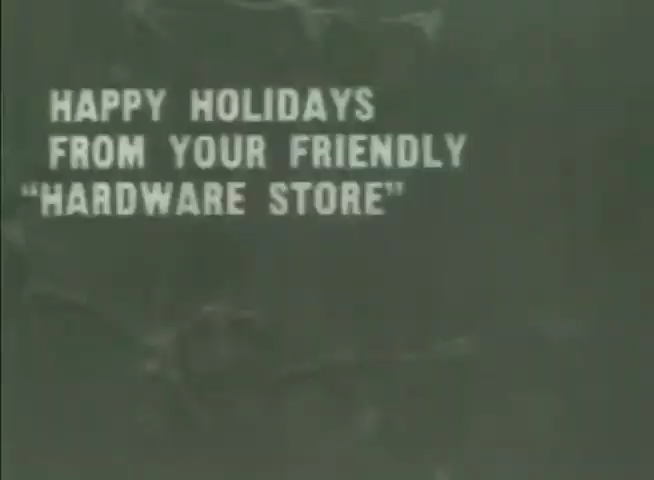 HAPPY HOLIDAYS
FROM YOUR FRIENDLY
“HARDWARE STORE”